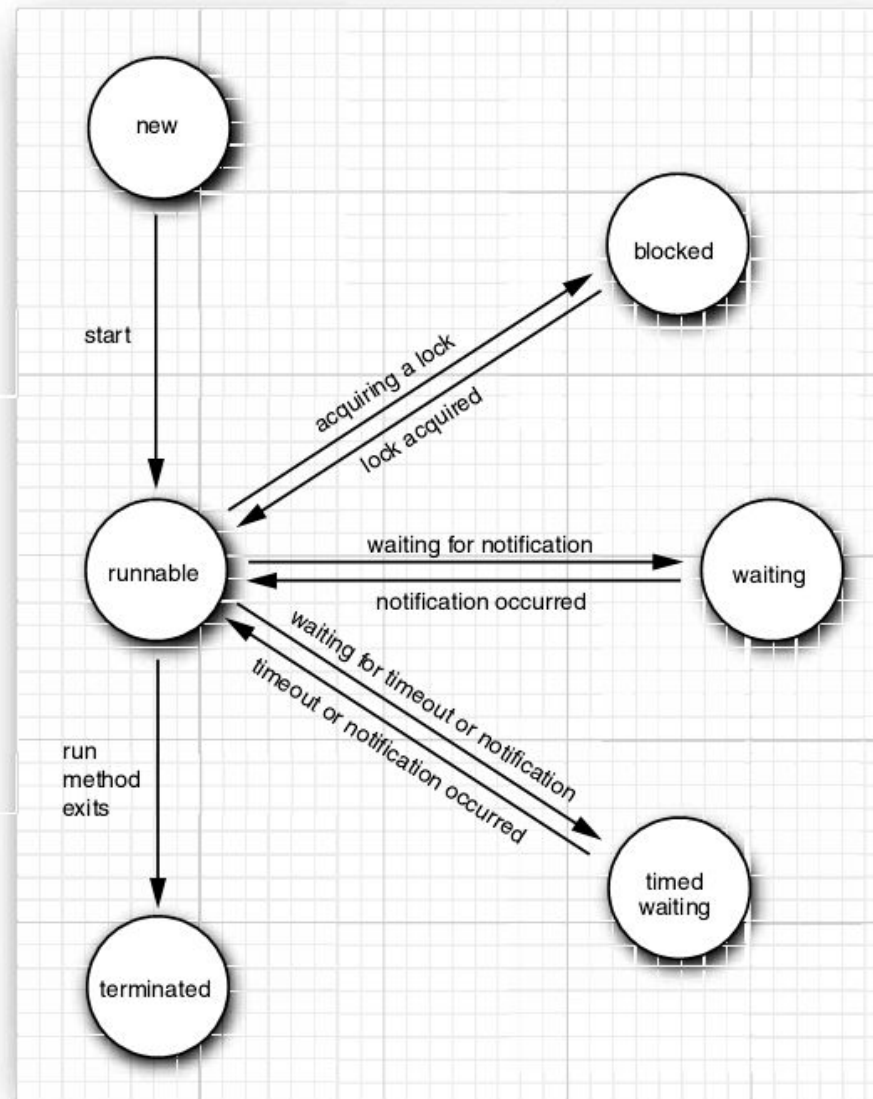 new
blocked
start
acquiring a lock
lock acquired
runnable
waiting for notification
notification occurred
waiting
waiting for timeout or notification
timeout or notification occurred
run
method
exits
timed
waiting
terminated